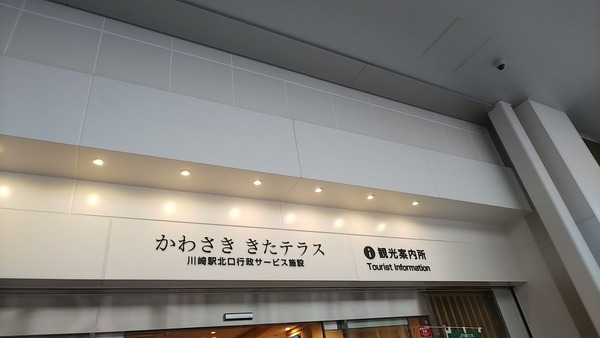 かわさき きたテラス
川崎駅北口行政サービス施設
i 観光案内所
Tourist Information